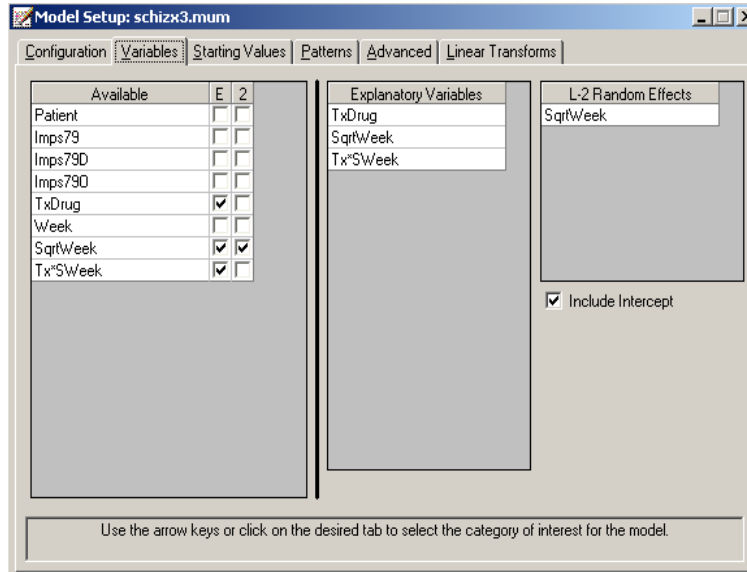 Model Setup: schizx3.mum
Configuration Variables Starting Values Patterns Advanced Linear Transforms
Available E 2
Patient
Imps79
Imps79D
Imps79O
TxDrug
Week
SqrtWeek
Tx*SWeek
Explanatory Variables
TxDrug
SqrtWeek
Tx*SWeek
L-2 Random Effects
SqrtWeek
Include Intercept
Use the arrow keys or click on the desired tab to select the category of interest for the model.